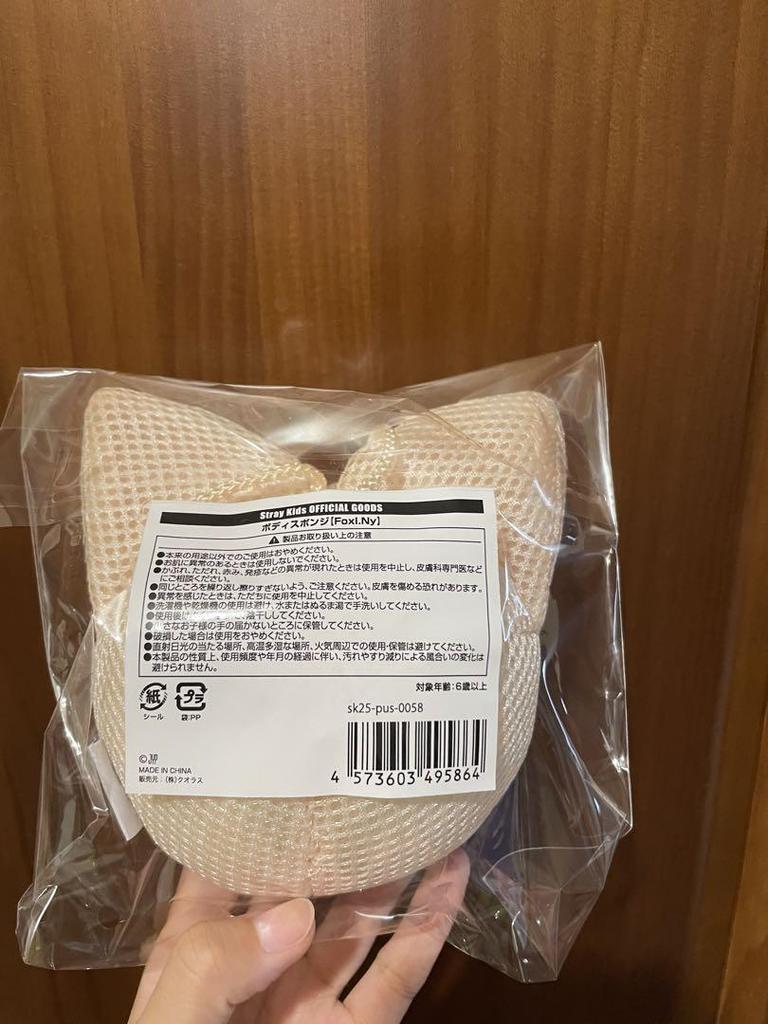 Stray Kids OFFICIAL GOODS
ボディスポンジ【FoxI.Ny】
製品お取り扱い上の注意
●本来の用途以外でのご使用はおやめください。
●お肌に異常のあるときは使用しないでください。
●かぶれ、ただれ、赤み、発疹などの異常が現れたときは使用を中止し、皮膚科専門医など
にご相談ください。
●同じところを繰り返し擦りすぎないよう、ご注意ください。皮膚を傷める恐れがあります。
●異常を感じたときは、ただちに使用を中止してください。
●洗濯機や乾燥機の使用は避け、水またはぬるま湯で手洗いしてください。
●使用後は 陰干ししてください。
●小さなお子様の手の届かないところに保管してください。
●破損した場合は使用をおやめください。
●直射日光の当たる場所、高温多湿な場所、火気周辺での使用・保管は避けてください。
●本製品の性質上、使用頻度や年月の経過に伴い、汚れやすり減りによる風合いの変化は
避けられません。
対象年齢:6歳以上
紙 プラ
シール 袋:PP
sk25-pus-0058
4 573603 495864
©
MADE IN CHINA
販売元:(株)クオラス